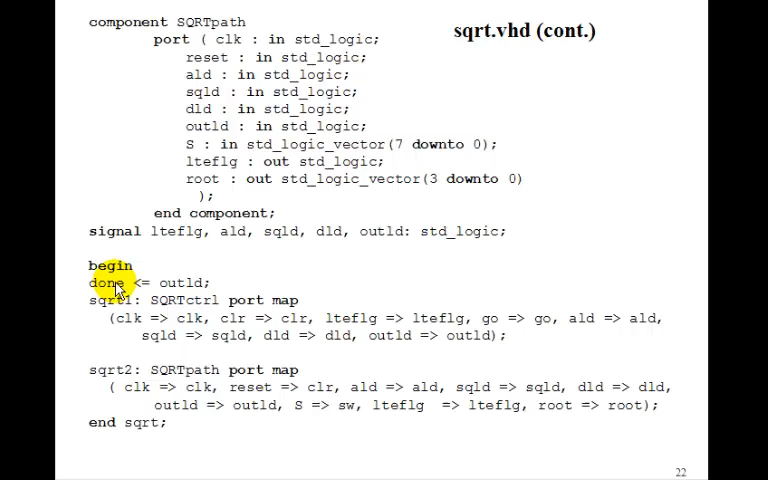 component SQRTpath
sqrt.vhd (cont.)
port ( clk : in std_logic;
reset : in std_logic;
ald : in std_logic;
sqld : in std_logic;
dld : in std_logic;
outld : in std_logic;
S : in std_logic_vector(7 downto 0);
lteflg : out std_logic;
root : out std_logic_vector(3 downto 0)
);
end component;
signal lteflg, ald, sqld, dld, outld: std_logic;
begin
done <= outld;
sqrt1: SQRTctrl port map
(clk => clk, clr => clr, lteflg => lteflg, go => go, ald => ald,
sqld => sqld, dld => dld, outld => outld);
sqrt2: SQRTpath port map
( clk => clk, reset => clr, ald => ald, sqld => sqld, dld => dld,
outld => outld, S => sw, lteflg => lteflg, root => root);
end sqrt;
22